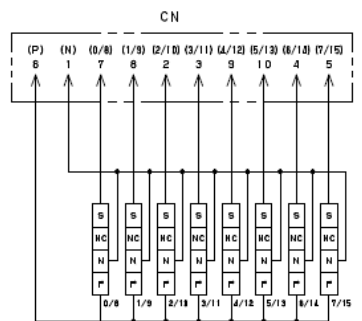 CN
(P) (N) (0/8) (1/9) (2/10) (3/11) (4/12) (5/13) (6/14) (7/15)
6 1 7 8 2 3 9 10 4 5
S S S S S S S S
NC NC NC NC NC NC NC NC
N N N N N N N N
P P P P P P P P
0/8 1/9 2/10 3/11 4/12 5/13 6/14 7/15